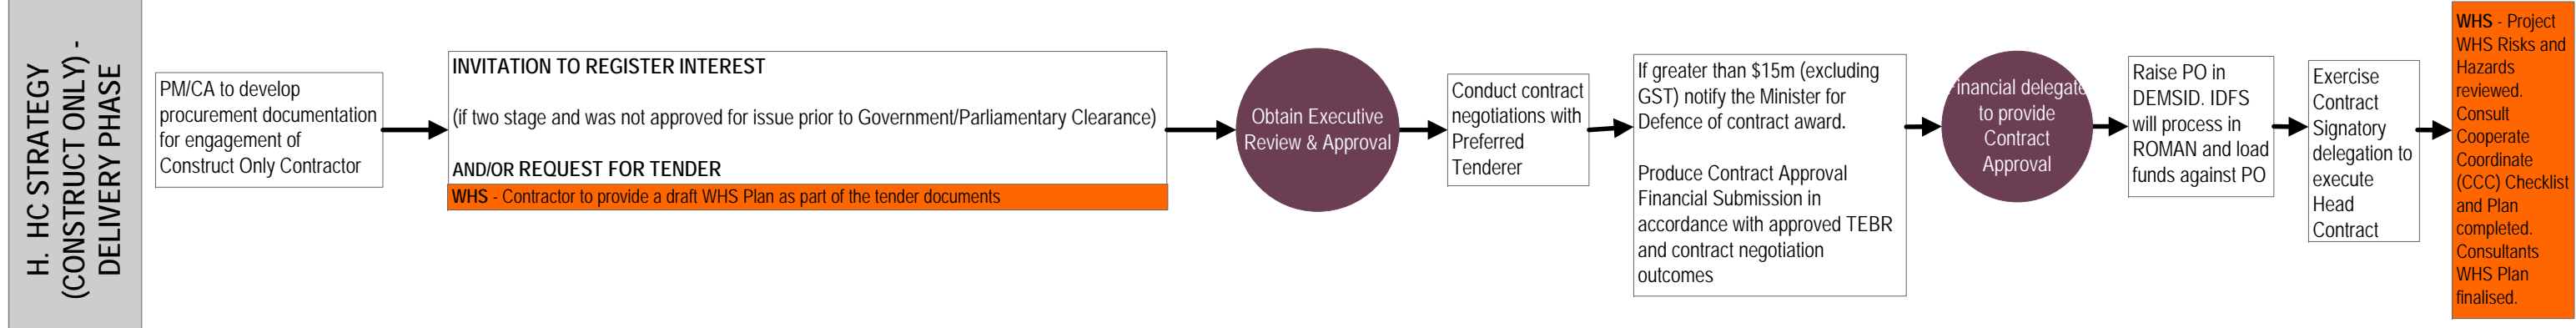 H. HC STRATEGY
(CONSTRUCT ONLY) -
DELIVERY PHASE
PM/CA to develop
procurement documentation
for engagement of
Construct Only Contractor
INVITATION TO REGISTER INTEREST
(if two stage and was not approved for issue prior to Government/Parliamentary Clearance)
AND/OR REQUEST FOR TENDER
WHS - Contractor to provide a draft WHS Plan as part of the tender documents
Obtain Executive
Review & Approval
Conduct contract
negotiations with
Preferred
Tenderer
If greater than $15m (excluding
GST) notify the Minister for
Defence of contract award.
Produce Contract Approval
Financial Submission in
accordance with approved TEBR
and contract negotiation
outcomes
Financial delegate
to provide
Contract
Approval
Raise PO in
DEMSID. IDFS
will process in
ROMAN and load
funds against PO
Exercise
Contract
Signatory
delegation to
execute
Head
Contract
WHS - Project
WHS Risks and
Hazards
reviewed.
Consult
Cooperate
Coordinate
(CCC) Checklist
and Plan
completed.
Consultants
WHS Plan
finalised.